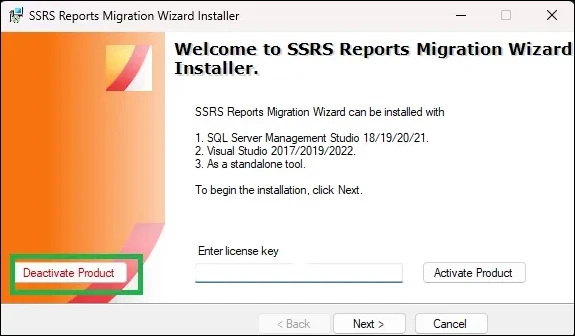 SSRS Reports Migration Wizard Installer
Welcome to SSRS Reports Migration Wizard
Installer.
SSRS Reports Migration Wizard can be installed with
1. SQL Server Management Studio 18/19/20/21.
2. Visual Studio 2017/2019/2022.
3. As a standalone tool.
To begin the installation, click Next.
Enter license key
Deactivate Product
Activate Product
< Back
Next >
Cancel